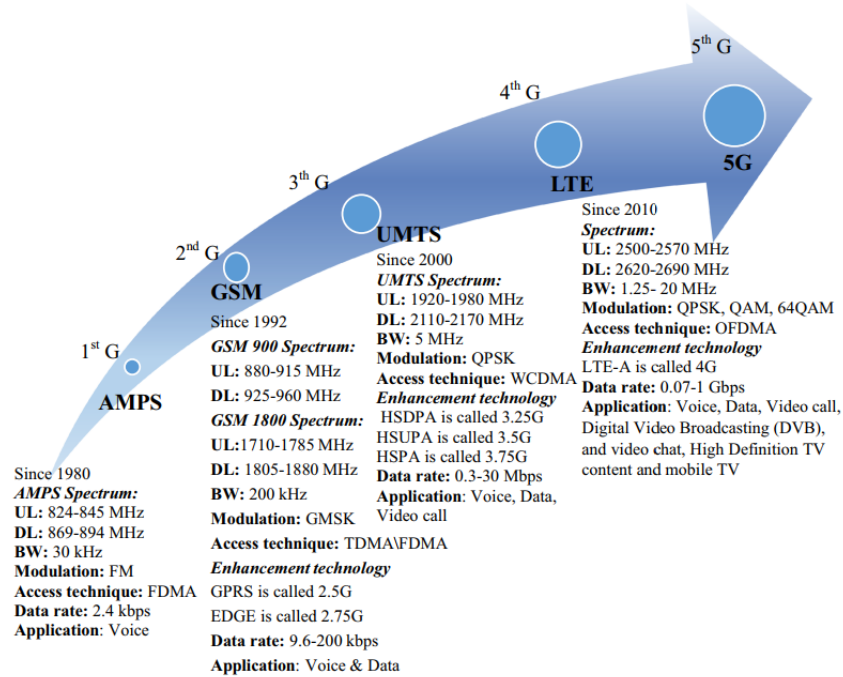 1st G
AMPS
Since 1980
AMPS Spectrum:
UL: 824-845 MHz
DL: 869-894 MHz
BW: 30 kHz
Modulation: FM
Access technique: FDMA
Data rate: 2.4 kbps
Application: Voice
2nd G
GSM
Since 1992
GSM 900 Spectrum:
UL: 880-915 MHz
DL: 925-960 MHz
GSM 1800 Spectrum:
UL:1710-1785 MHz
DL: 1805-1880 MHz
BW: 200 kHz
Modulation: GMSK
Access technique: TDMA\FDMA
Enhancement technology
GPRS is called 2.5G
EDGE is called 2.75G
Data rate: 9.6-200 kbps
Application: Voice & Data
3th G
UMTS
Since 2000
UMTS Spectrum:
UL: 1920-1980 MHz
DL: 2110-2170 MHz
BW: 5 MHz
Modulation: QPSK
Access technique: WCDMA
Enhancement technology
HSDPA is called 3.25G
HSUPA is called 3.5G
HSPA is called 3.75G
Data rate: 0.3-30 Mbps
Application: Voice, Data,
Video call
4th G
LTE
Since 2010
Spectrum:
UL: 2500-2570 MHz
DL: 2620-2690 MHz
BW: 1.25- 20 MHz
Modulation: QPSK, QAM, 64QAM
Access technique: OFDMA
Enhancement technology
LTE-A is called 4G
Data rate: 0.07-1 Gbps
Application: Voice, Data, Video call,
Digital Video Broadcasting (DVB),
and video chat, High Definition TV
content and mobile TV
5th G
5G